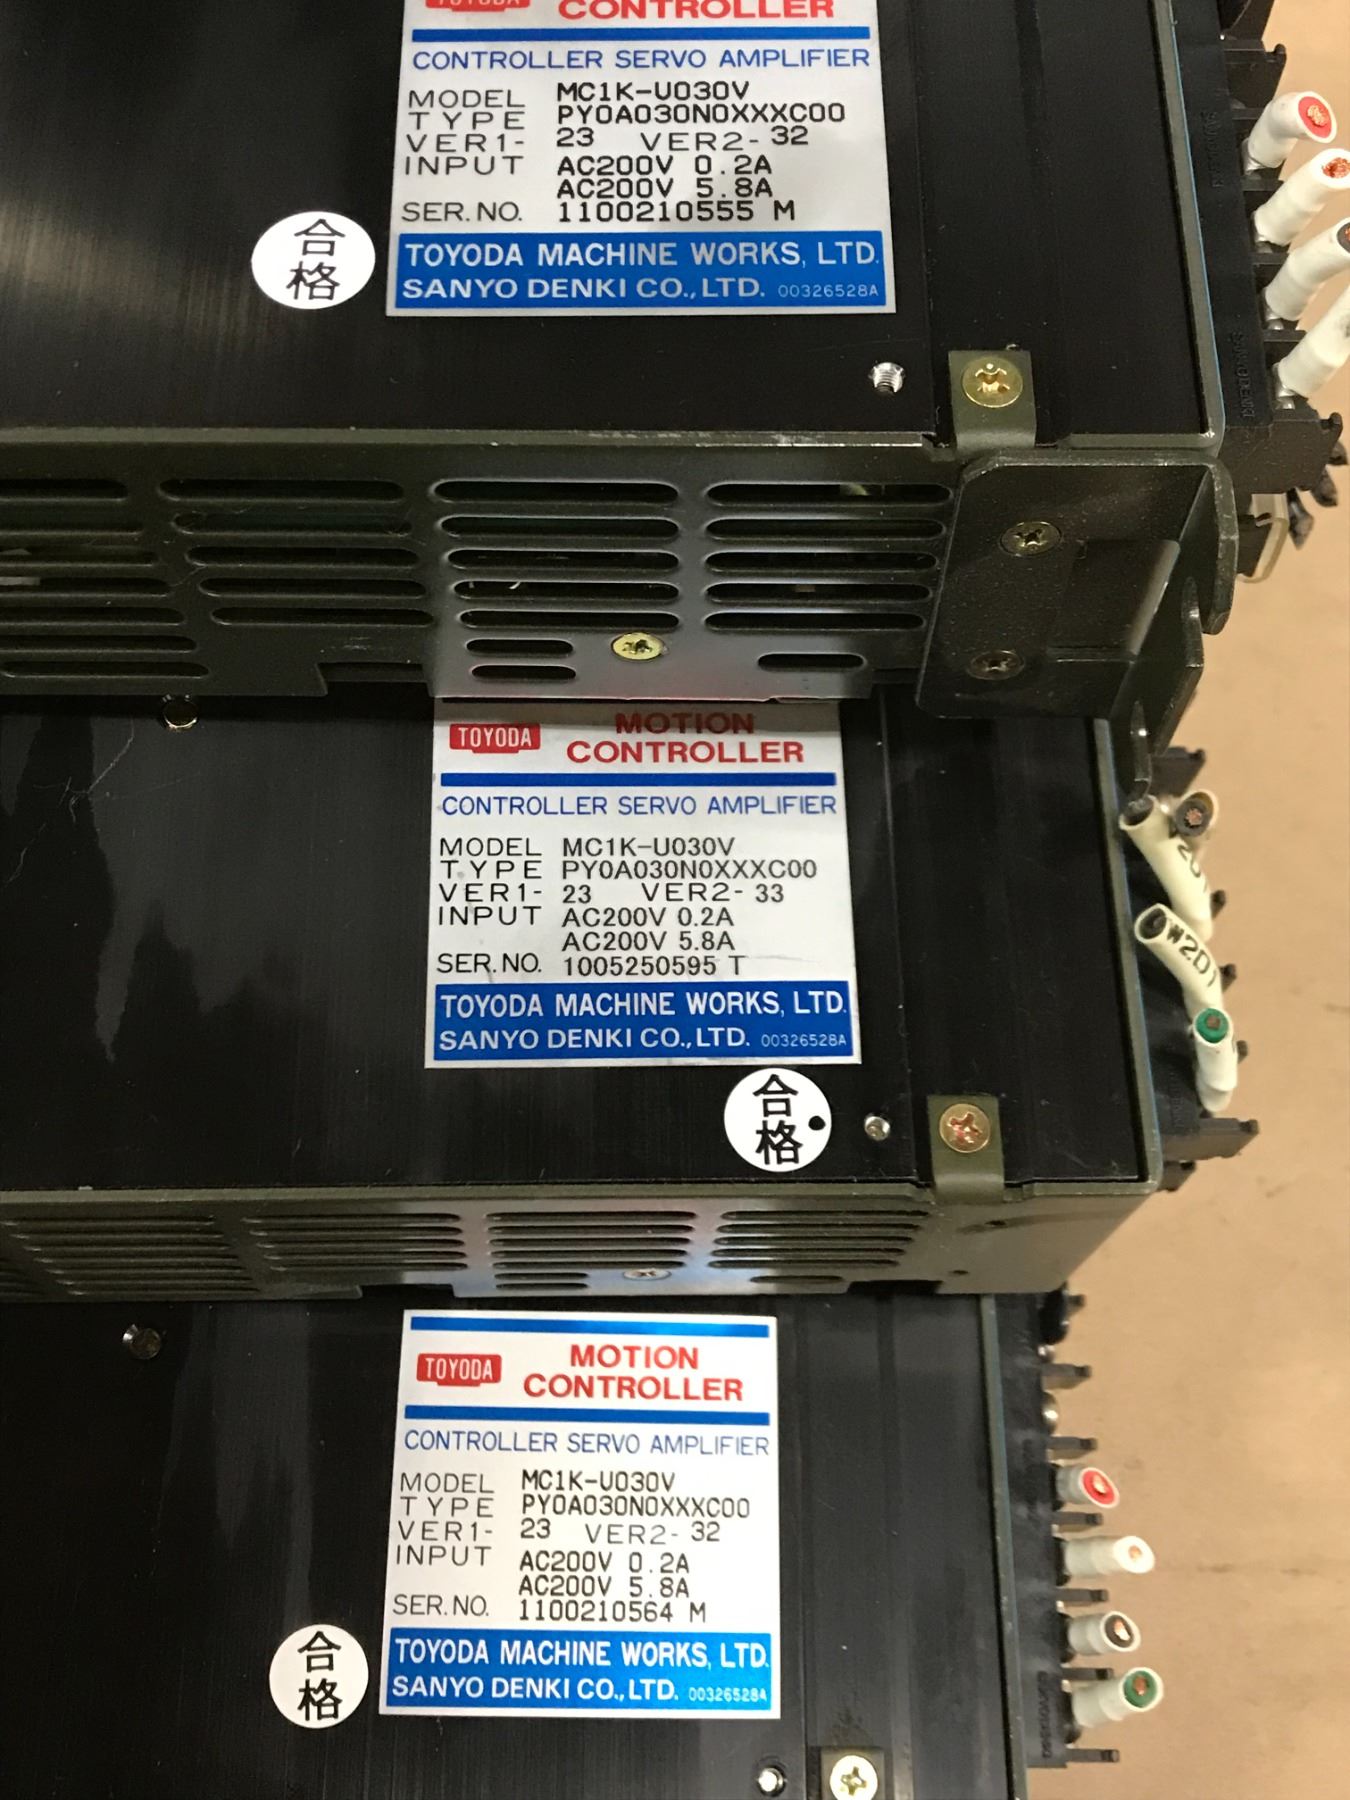 TOYODA CONTROLLER
CONTROLLER SERVO AMPLIFIER
MODEL MC1K-U030V
TYPE PY0A030N0XXXC00
VER1- 23 VER2- 32
INPUT AC200V 0.2A
AC200V 5.8A
SER.NO. 1100210555 M
TOYODA MACHINE WORKS, LTD.
SANYO DENKI CO.,LTD. 00326528A
合
格
MOTION
TOYODA CONTROLLER
CONTROLLER SERVO AMPLIFIER
MODEL MC1K-U030V
TYPE PY0A030N0XXXC00
VER1- 23 VER2- 33
INPUT AC200V 0.2A
AC200V 5.8A
SER.NO. 1005250595 T
TOYODA MACHINE WORKS, LTD.
SANYO DENKI CO.,LTD. 00326528A
合
格
MOTION
TOYODA CONTROLLER
CONTROLLER SERVO AMPLIFIER
MODEL MC1K-U030V
TYPE PY0A030N0XXXC00
VER1- 23 VER2- 32
INPUT AC200V 0.2A
AC200V 5.8A
SER.NO. 1100210564 M
TOYODA MACHINE WORKS, LTD.
SANYO DENKI CO.,LTD. 00326528A
合
格